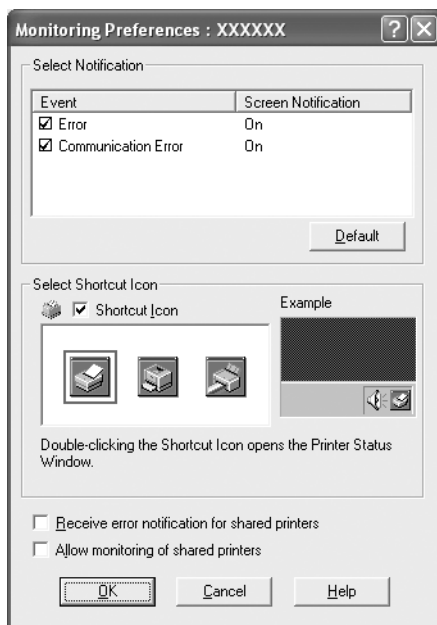 Monitoring Preferences : XXXXXX
Select Notification
Event Screen Notification
Error On
Communication Error On
Default
Select Shortcut Icon
Shortcut Icon
Example
Double-clicking the Shortcut Icon opens the Printer Status
Window.
Receive error notification for shared printers
Allow monitoring of shared printers
OK Cancel Help